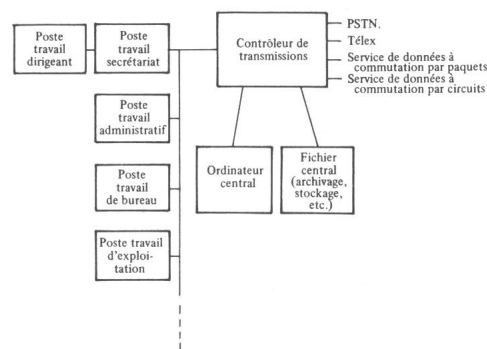 Poste
travail
dirigeant
Poste
travail
secrétariat
Contrôleur de
transmissions
PSTN.
Télex
Service de données à
commutation par paquets
Service de données à
commutation par circuits
Poste
travail
administratif
Ordinateur
central
Fichier
central
(archivage,
stockage,
etc.)
Poste
travail
de bureau
Poste travail
d'exploi-
tation